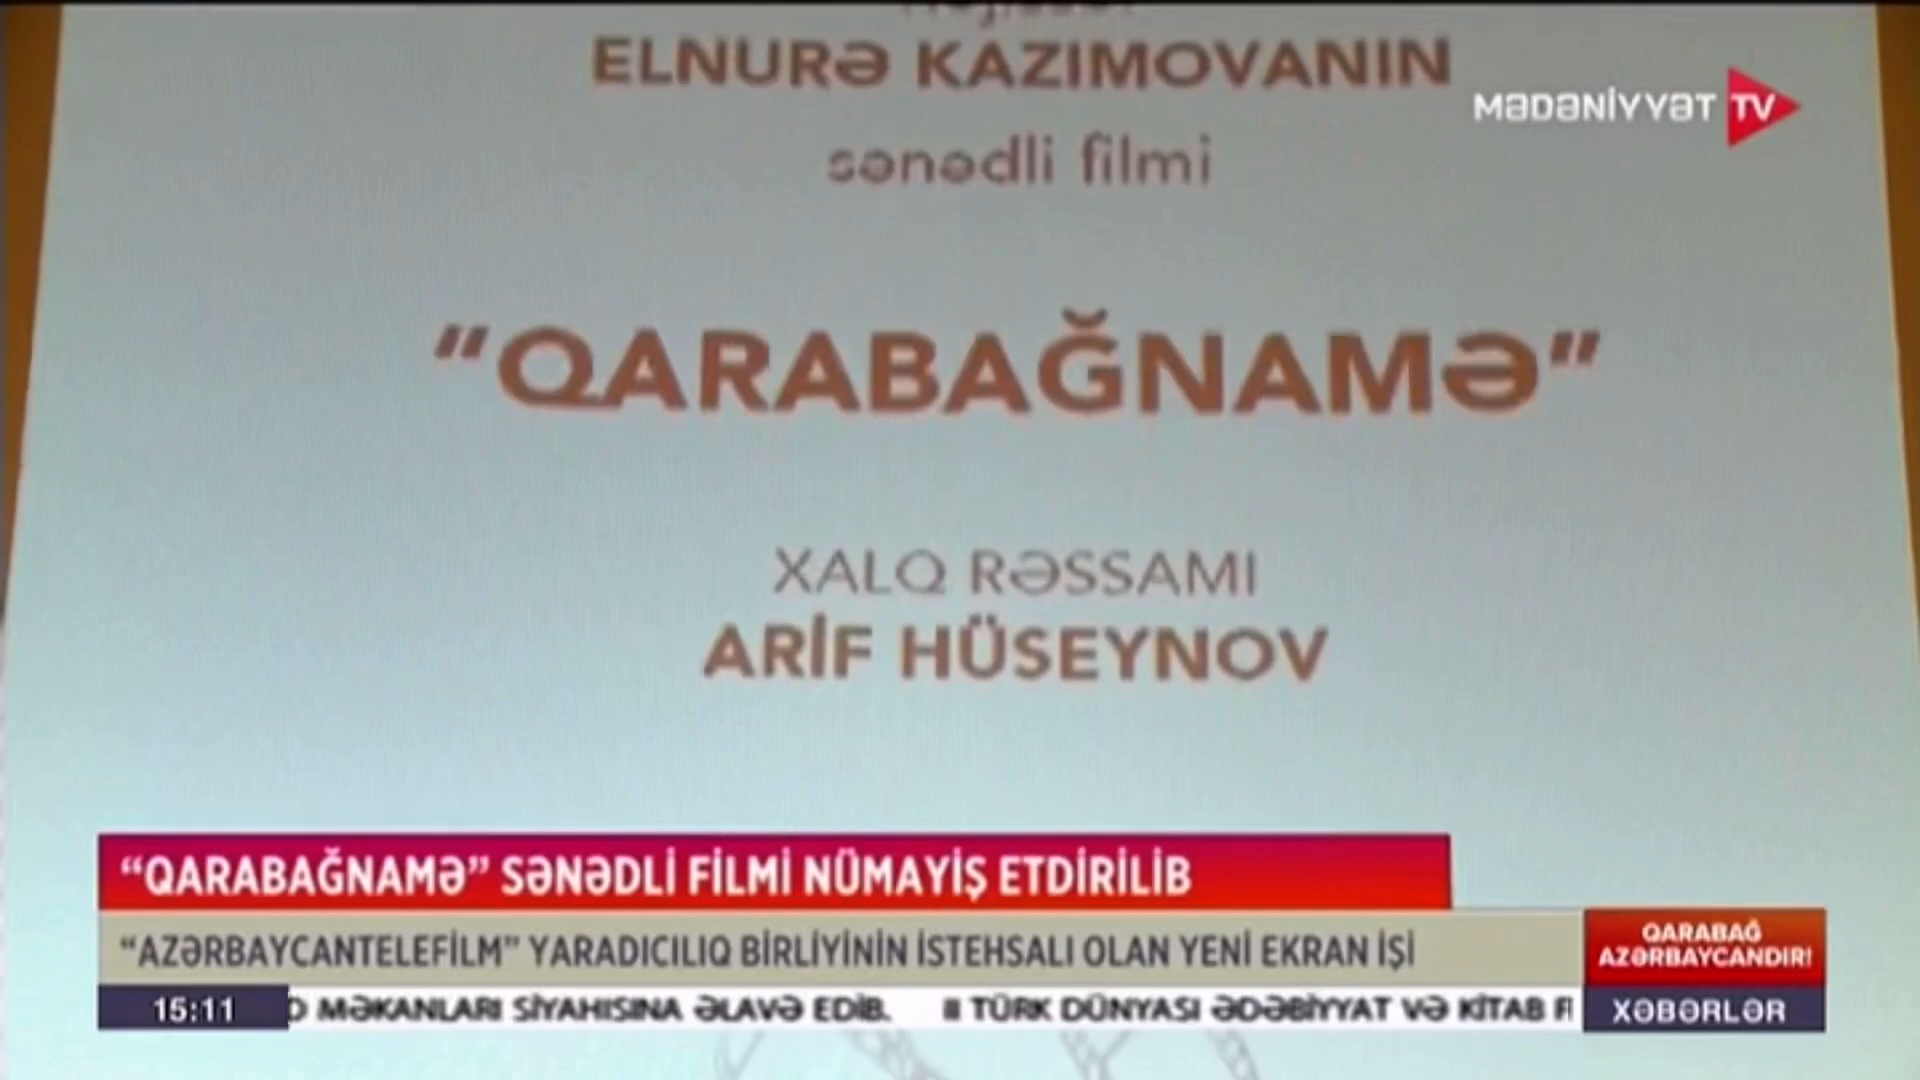 ELNURƏ KAZIMOVANIN
MƏDƏNİYYƏT TV
sənədli filmi
“QARABAĞNAMƏ”
XALQ RƏSSAMI
ARİF HÜSEYNOV
“QARABAĞNAMƏ” SƏNƏDLİ FİLMİ NÜMAYİŞ ETDİRİLİB
“AZƏRBAYCANTELEFİLM” YARADICILIQ BİRLİYİNİN İSTEHSALI OLAN YENİ EKRAN İŞİ
QARABAĞ
AZƏRBAYCANDIR!
15:11
MƏKANLARI SİYAHISINA ƏLAVƏ EDİB. II TÜRK DÜNYASI ƏDƏBİYYAT VƏ KİTAB
XƏBƏRLƏR